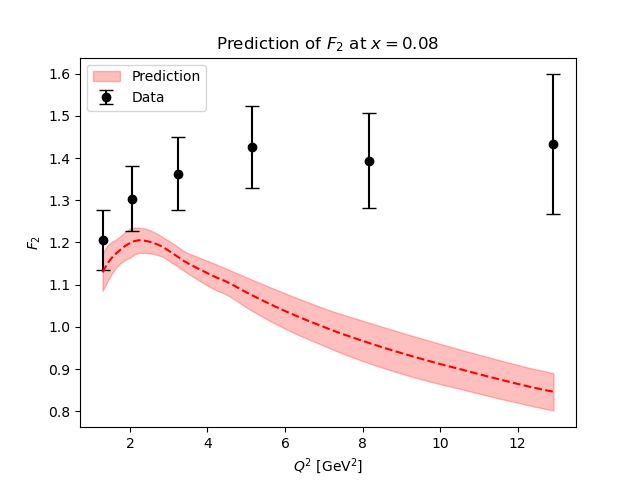 Prediction of F₂ at x = 0.08
Prediction
Data
1.6
1.5
1.4
1.3
1.2
1.1
1.0
0.9
0.8
F₂
2 4 6 8 10 12
Q² [GeV²]